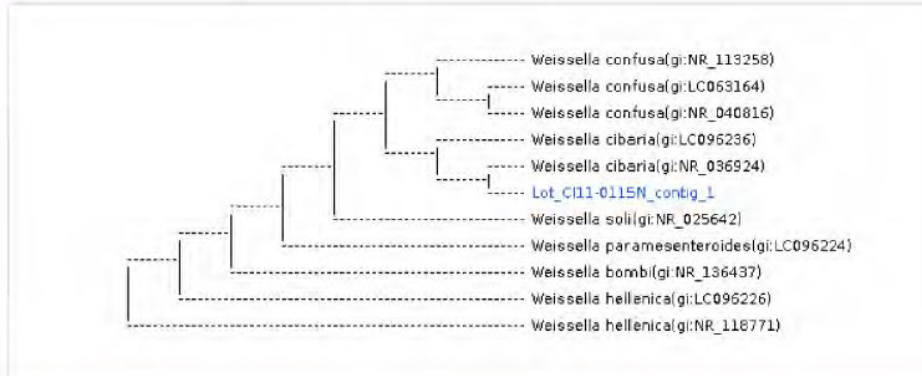 Weissella confusa(gi:NR_113258)
Weissella confusa(gi:LC063164)
Weissella confusa(gi:NR_040816)
Weissella cibaria(gi:LC096236)
Weissella cibaria(gi:NR_036924)
Lot_CI11-0115N_contig_1
Weissella soli(gi:NR_025642)
Weissella paramesenteroides(gi:LC096224)
Weissella bombi(gi:NR_136437)
Weissella hellenica(gi:LC096226)
Weissella hellenica(gi:NR_118771)